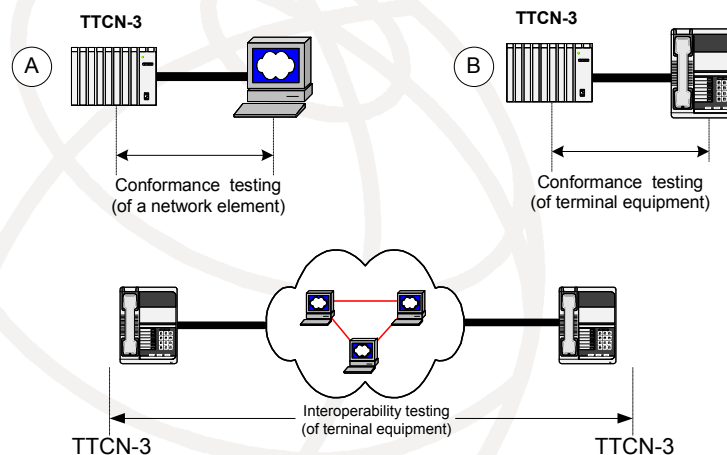 TTCN-3
TTCN-3
A
B
Conformance testing
(of a network element)
Conformance testing
(of terminal equipment)
Interoperability testing
(of terninal equipment)
TTCN-3
TTCN-3